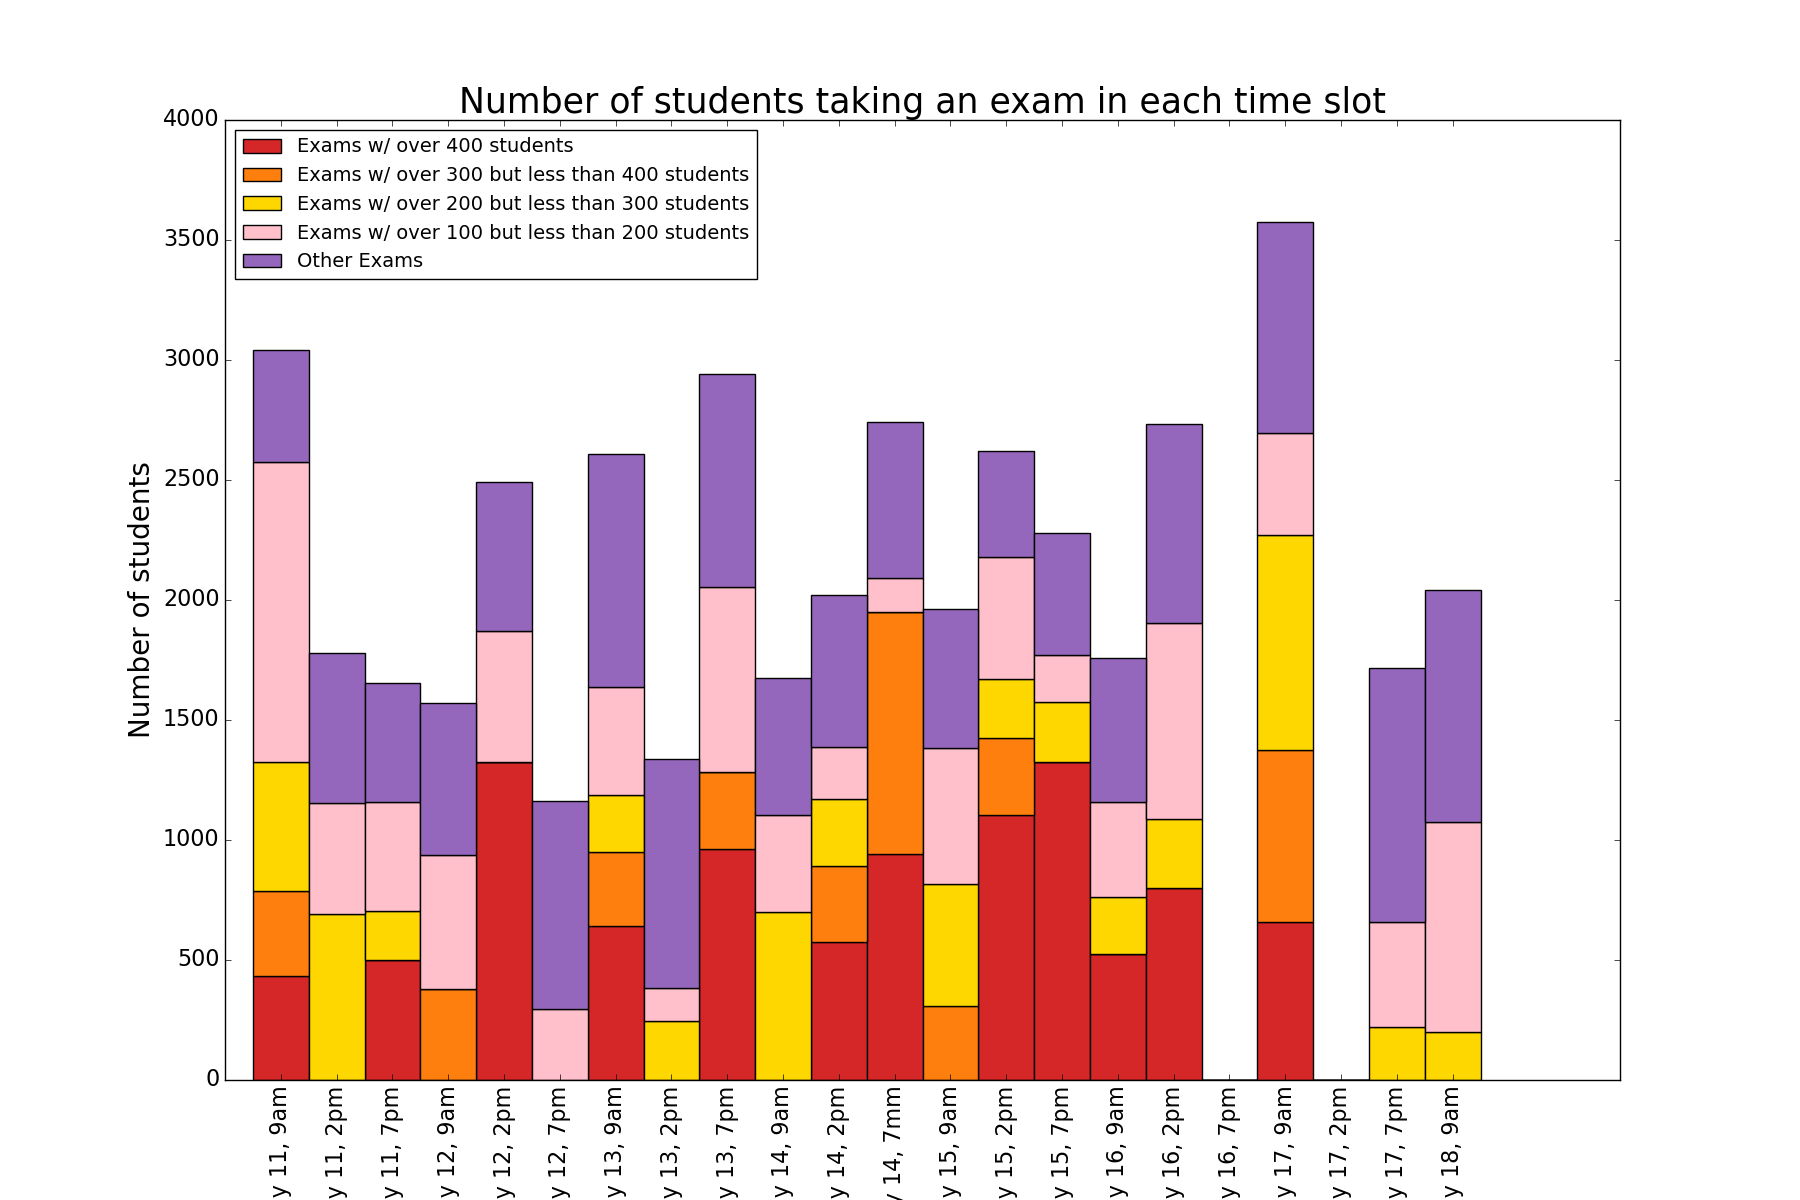 Number of students taking an exam in each time slot
Number of students
4000
3500
3000
2500
2000
1500
1000
500
0
Exams w/ over 400 students
Exams w/ over 300 but less than 400 students
Exams w/ over 200 but less than 300 students
Exams w/ over 100 but less than 200 students
Other Exams
y 11, 9am
y 11, 2pm
y 11, 7pm
y 12, 9am
y 12, 2pm
y 12, 7pm
y 13, 9am
y 13, 2pm
y 13, 7pm
y 14, 9am
y 14, 2pm
y 14, 7mm
y 15, 9am
y 15, 2pm
y 15, 7pm
y 16, 9am
y 16, 2pm
y 16, 7pm
y 17, 9am
y 17, 2pm
y 17, 7pm
y 18, 9am